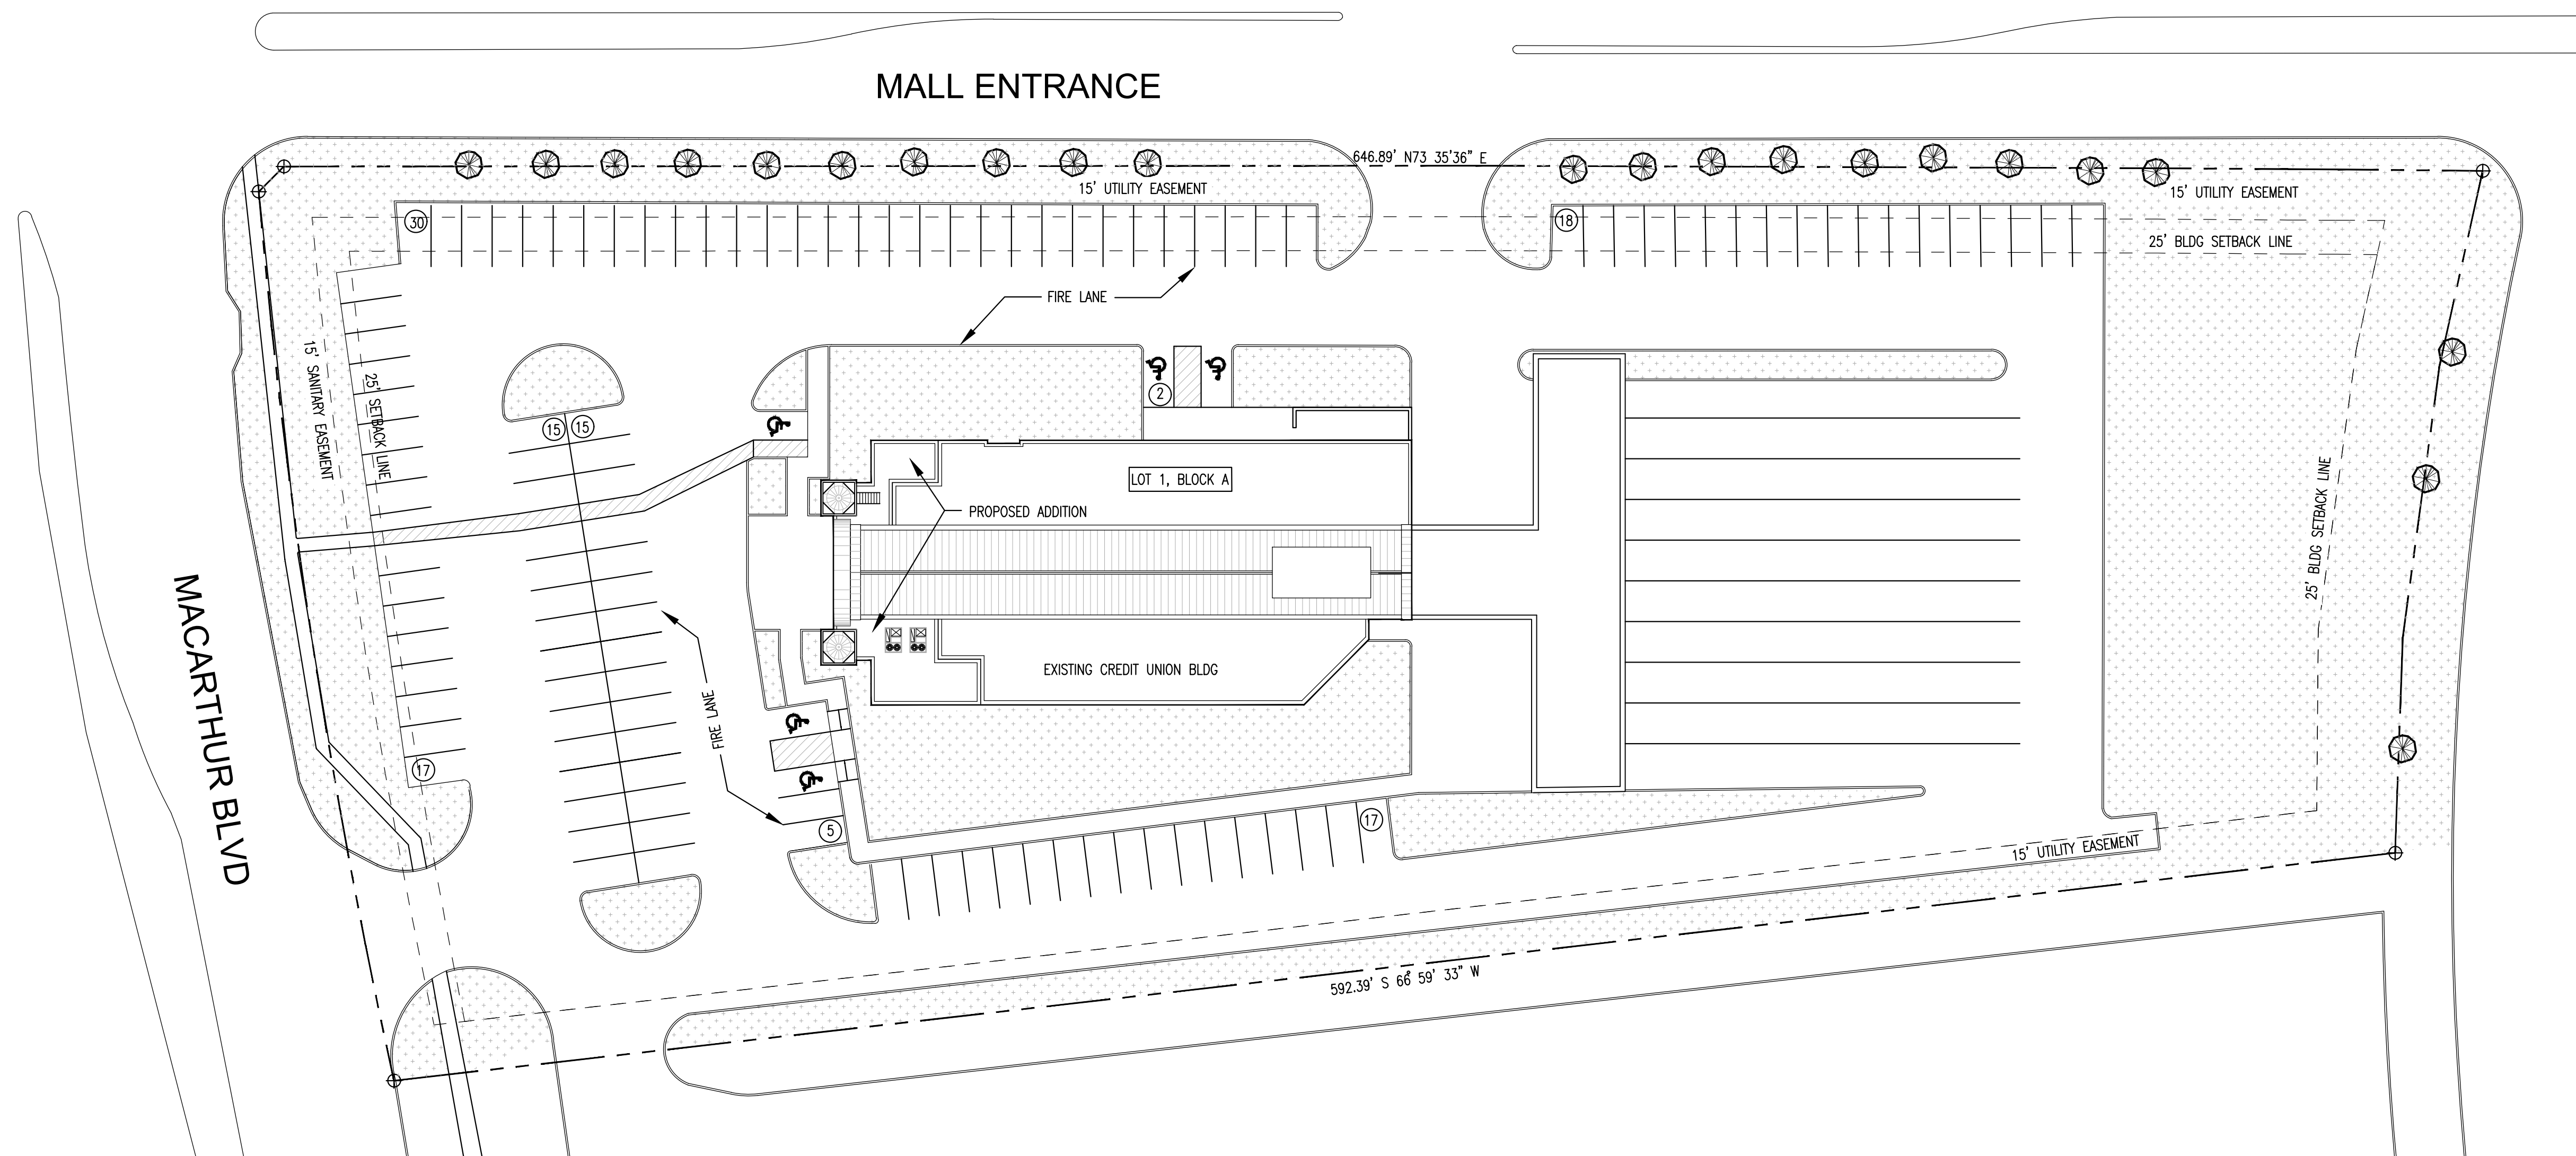 MALL ENTRANCE
646.89' N73 35'36" E
15' UTILITY EASEMENT
15' UTILITY EASEMENT
30
18
25' BLDG SETBACK LINE
FIRE LANE
15' SANITARY EASEMENT
25' SETBACK LINE
2
15
15
LOT 1, BLOCK A
PROPOSED ADDITION
25' BLDG SETBACK LINE
MACARTHUR BLVD
EXISTING CREDIT UNION BLDG
FIRE LANE
17
5
17
15' UTILITY EASEMENT
592.39' S 66° 59' 33" W